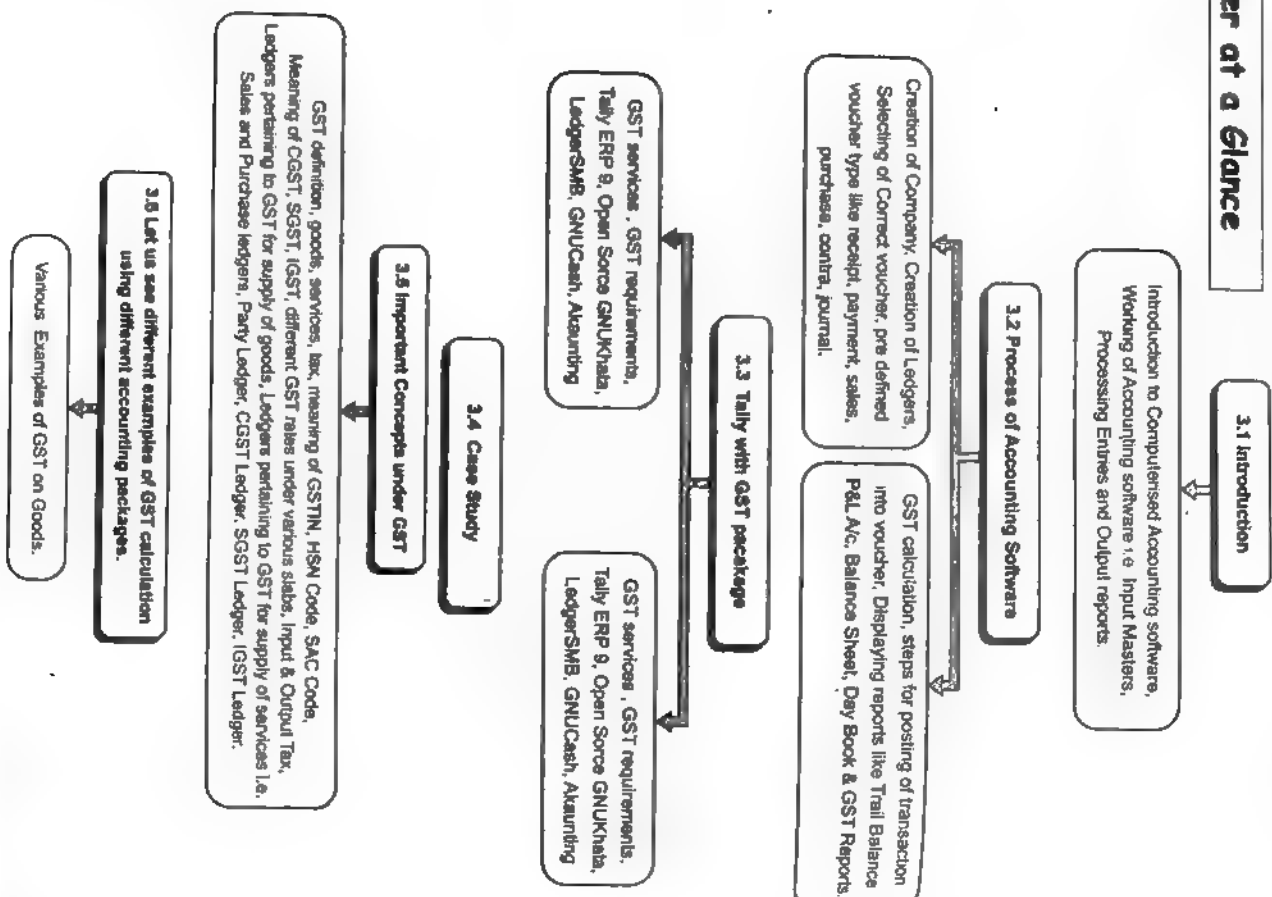 er at a Glance
3.1 Introduction
Introduction to Computerised Accounting software,
Working of Accounting software i.e Input Masters,
Processing Entries and Output reports.
3.2 Process of Accounting Software
Creation of Company, Creation of Ledgers,
Selecting of Correct voucher, pre defined
voucher type like receipt, payment, sales,
purchase, contra, journal.
GST calculation, steps for posting of transaction
into voucher, Displaying reports like Trail Balance
P&L A/c, Balance Sheet, Day Book & GST Reports.
3.3 Tally with GST package
GST services , GST requirements,
Tally ERP 9, Open Sorce GNUKhata,
LedgerSMB, GNUCash, Akaunting
GST services , GST requirements,
Tally ERP 9, Open Sorce GNUKhata,
LedgerSMB, GNUCash, Akaunting
3.4 Case Study
3.5 Important Concepts under GST
GST definition, goods, services, tax, meaning of GSTIN, HSN Code, SAC Code,
Meaning of CGST, SGST, IGST, different GST rates under various slabs, Input & Output Tax,
Ledgers pertaining to GST for supply of goods, Ledgers pertaining to GST for supply of services i.e.
Sales and Purchase ledgers, Party Ledger, CGST Ledger, SGST Ledger, IGST Ledger.
3.6 Let us see different examples of GST calculation
using different accounting packages.
Various Examples of GST on Goods.